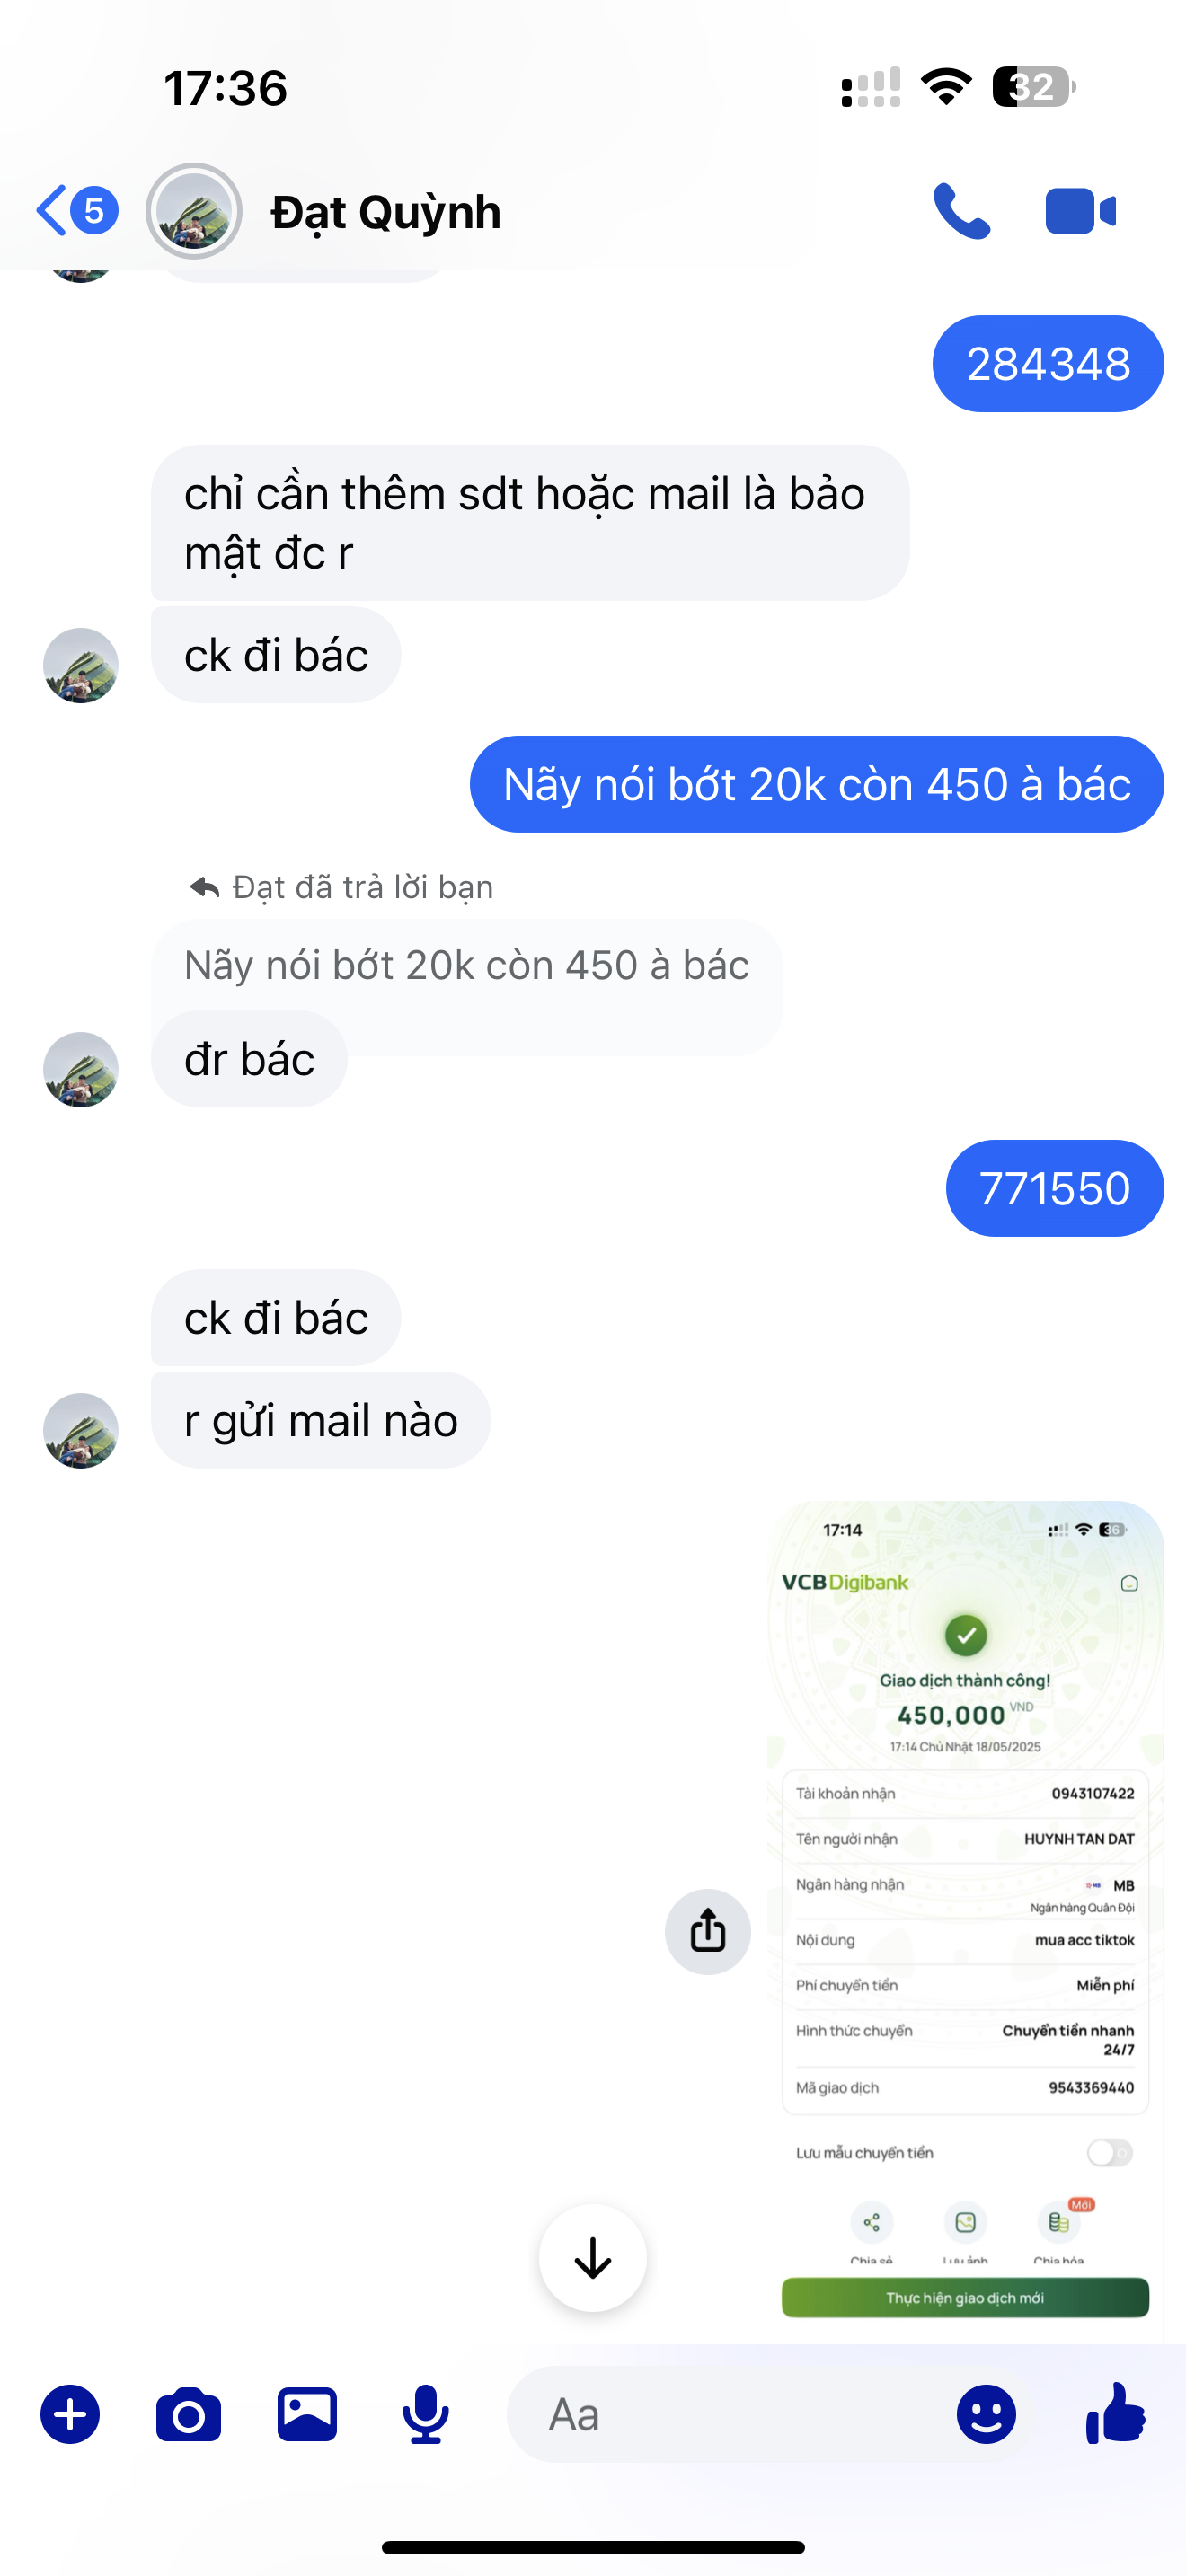 17:36
32
5
Đạt Quỳnh
284348
chỉ cần thêm sdt hoặc mail là bảo
mật đc r
ck đi bác
Nãy nói bớt 20k còn 450 à bác
Đạt đã trả lời bạn
Nãy nói bớt 20k còn 450 à bác
đr bác
771550
ck đi bác
r gửi mail nào
17:14
36
VCB Digibank
Giao dịch thành công!
450,000 VND
17:14 Chủ Nhật 18/05/2025
Tài khoản nhận 0943107422
Tên người nhận HUYNH TAN DAT
Ngân hàng nhận MB
Ngân hàng Quân Đội
Nội dung mua acc tiktok
Phí chuyển tiền Miễn phí
Hình thức chuyển Chuyển tiền nhanh
24/7
Mã giao dịch 9543369440
Lưu mẫu chuyển tiền
Mới
Chia sẻ Lưu ảnh Chia hóa
Thực hiện giao dịch mới
Aa